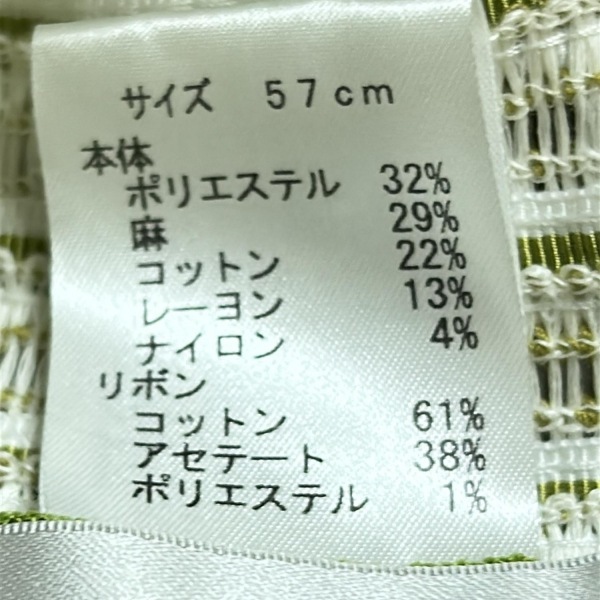 サイズ 57cm
本体
ポリエステル 32%
麻 29%
コットン 22%
レーヨン 13%
ナイロン 4%
リボン
コットン 61%
アセテート 38%
ポリエステル 1%